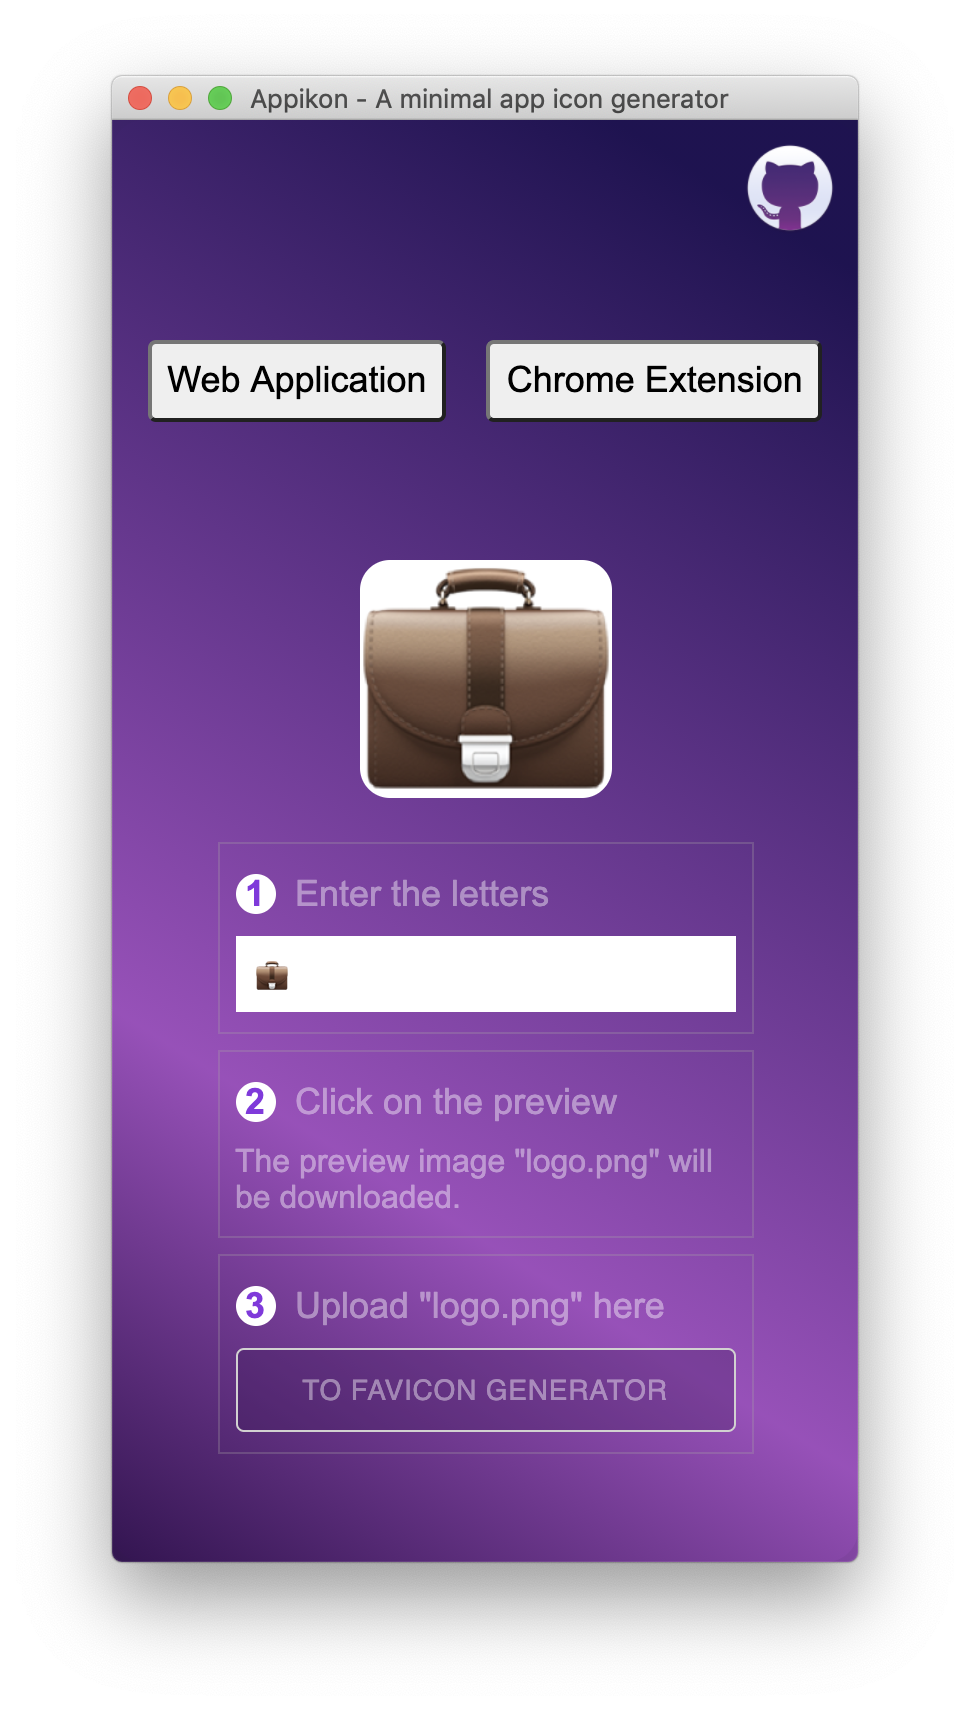 Appikon - A minimal app icon generator
Web Application
Chrome Extension
1 Enter the letters
💼
2 Click on the preview
The preview image "logo.png" will
be downloaded.
3 Upload "logo.png" here
TO FAVICON GENERATOR